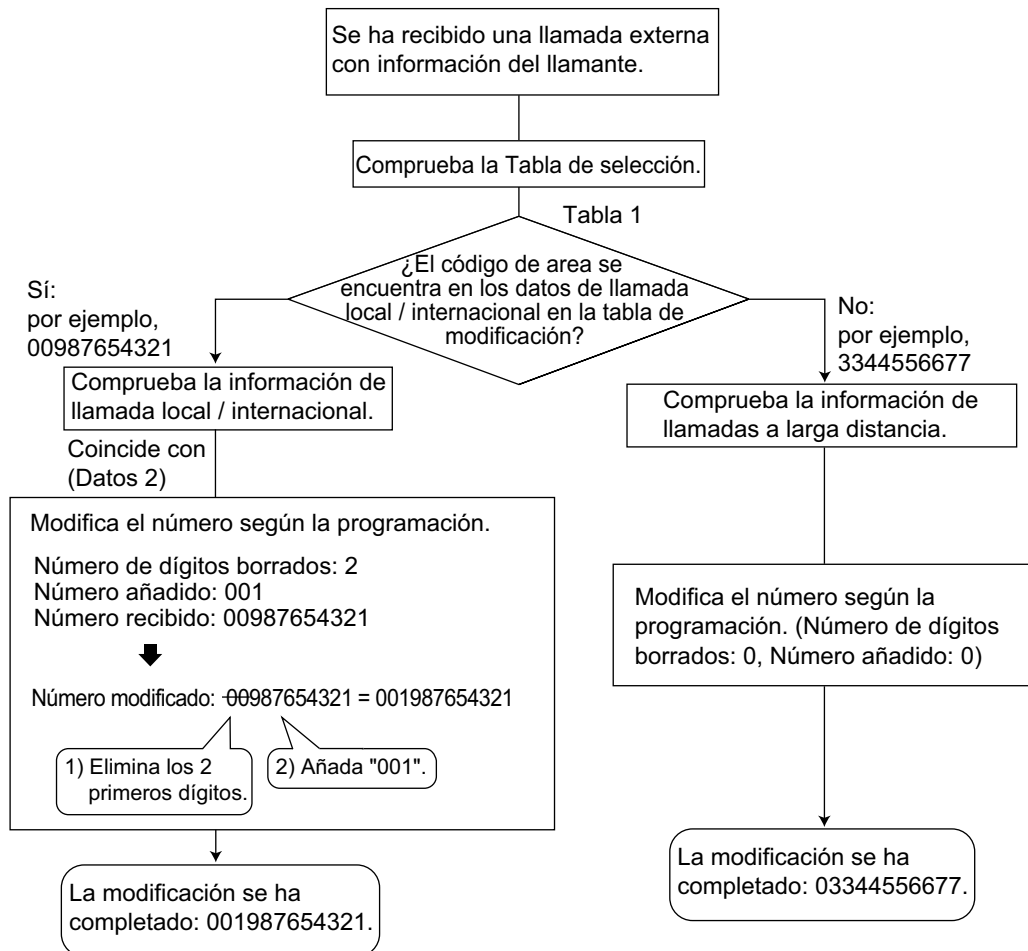 Se ha recibido una llamada externa
con información del llamante.
Comprueba la Tabla de selección.
Tabla 1
¿El código de area se
encuentra en los datos de llamada
local / internacional en la tabla de
modificación?
Sí:
por ejemplo,
00987654321
Comprueba la información de
llamada local / internacional.
Coincide con
(Datos 2)
Modifica el número según la programación.
Número de dígitos borrados: 2
Número añadido: 001
Número recibido: 00987654321
Número modificado: 00987654321 = 001987654321
1) Elimina los 2
primeros dígitos.
2) Añada "001".
La modificación se ha
completado: 001987654321.
No:
por ejemplo,
3344556677
Comprueba la información de
llamadas a larga distancia.
Modifica el número según la
programación. (Número de dígitos
borrados: 0, Número añadido: 0)
La modificación se ha
completado: 03344556677.